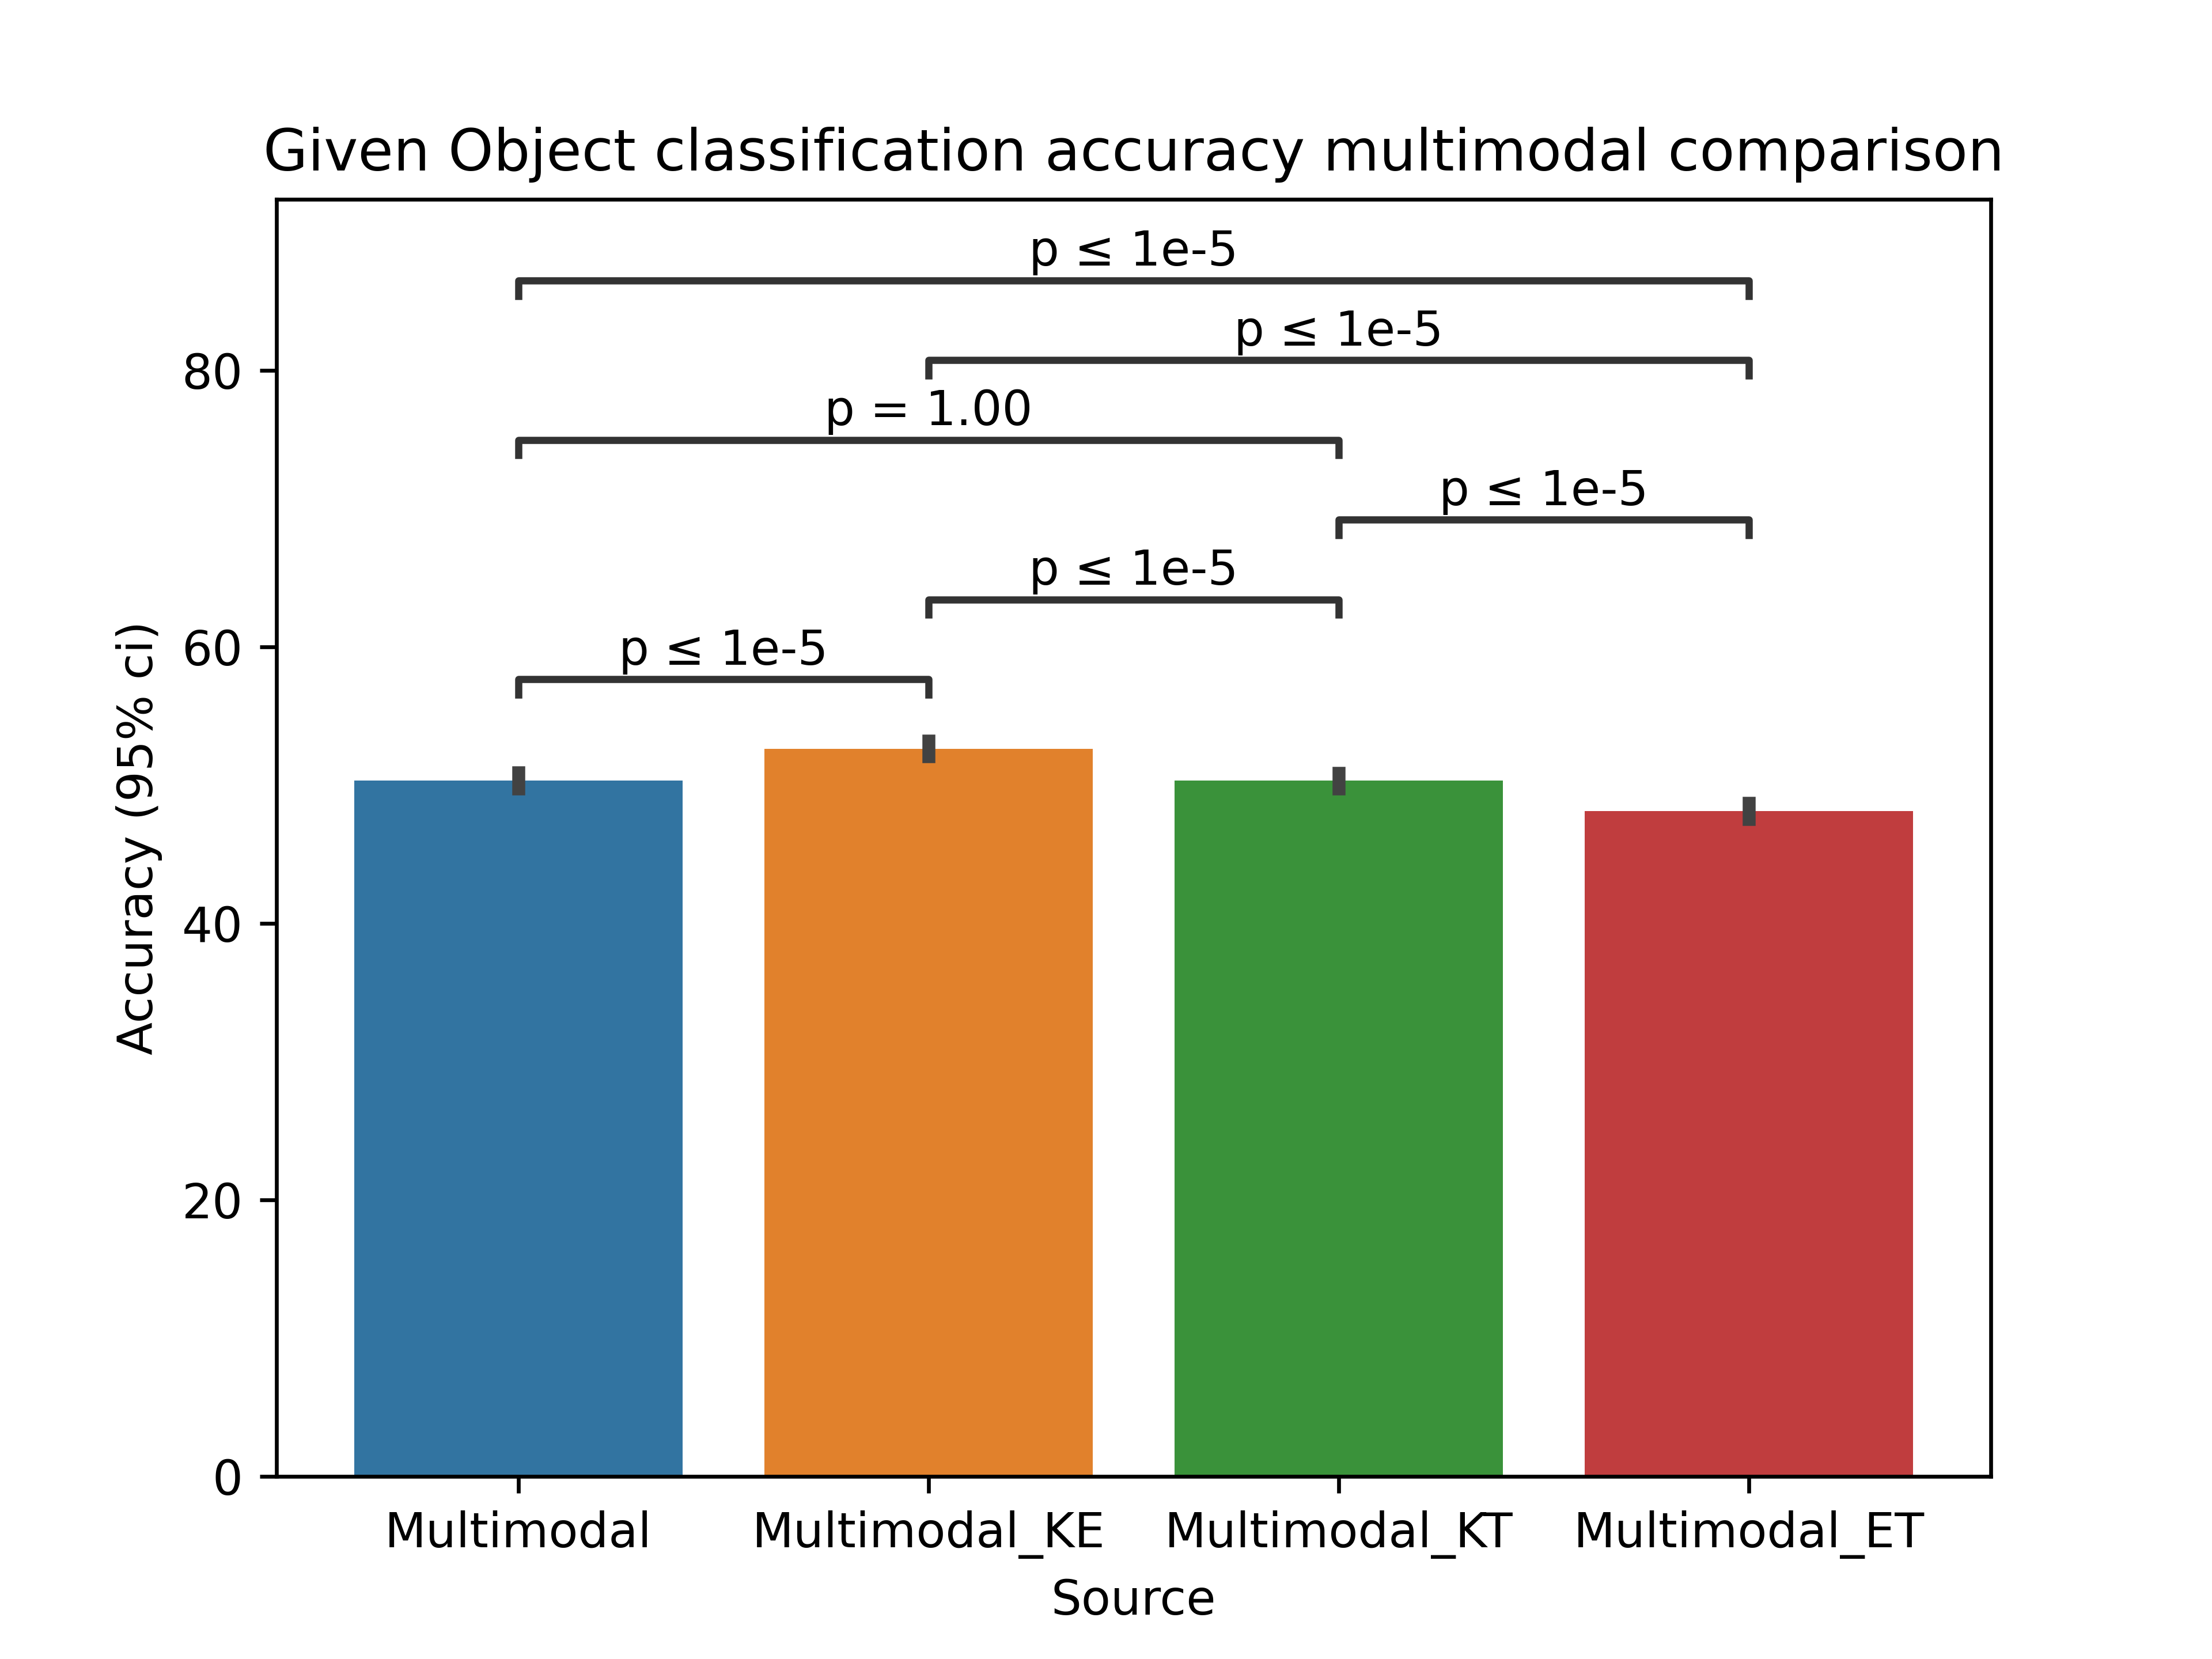 Given Object classification accuracy multimodal comparison
p ≤ 1e-5
p ≤ 1e-5
80
p = 1.00
p ≤ 1e-5
p ≤ 1e-5
60
p ≤ 1e-5
Accuracy (95% ci)
40
20
0
Multimodal Multimodal_KE Multimodal_KT Multimodal_ET
Source